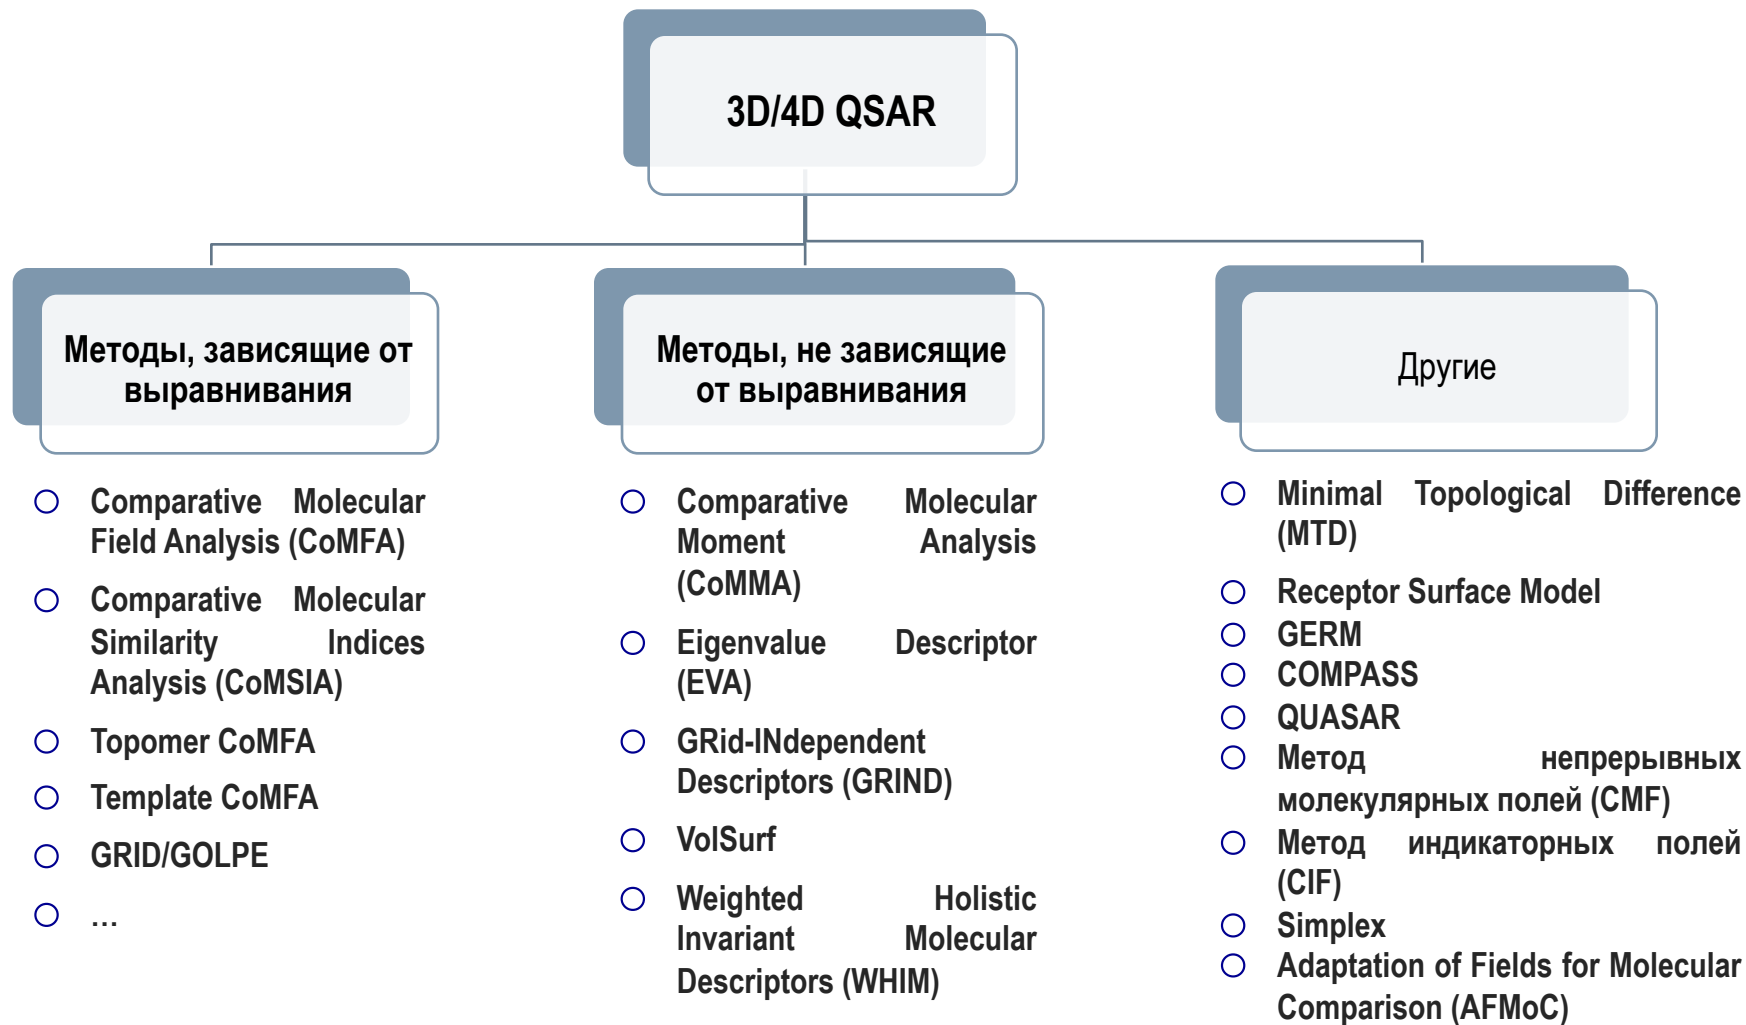 3D/4D QSAR
Методы, зависящие от
выравнивания
Comparative Molecular
Field Analysis (CoMFA)
Comparative Molecular
Similarity Indices
Analysis (CoMSIA)
Topomer CoMFA
Template CoMFA
GRID/GOLPE
...
Методы, не зависящие
от выравнивания
Comparative Molecular
Moment Analysis
(CoMMA)
Eigenvalue Descriptor
(EVA)
GRid-INdependent
Descriptors (GRIND)
VolSurf
Weighted Holistic
Invariant Molecular
Descriptors (WHIM)
Другие
Minimal Topological Difference
(MTD)
Receptor Surface Model
GERM
COMPASS
QUASAR
Метод непрерывных
молекулярных полей (CMF)
Метод индикаторных полей
(CIF)
Simplex
Adaptation of Fields for Molecular
Comparison (AFMoC)